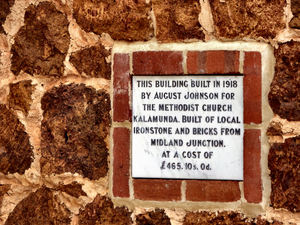 THIS BUILDING BUILT IN 1918
BY AUGUST JOHNSON FOR
THE METHODIST CHURCH
KALAMUNDA. BUILT OF LOCAL
IRONSTONE AND BRICKS FROM
MIDLAND JUNCTION.
AT A COST OF
£465. 10s. 0d.